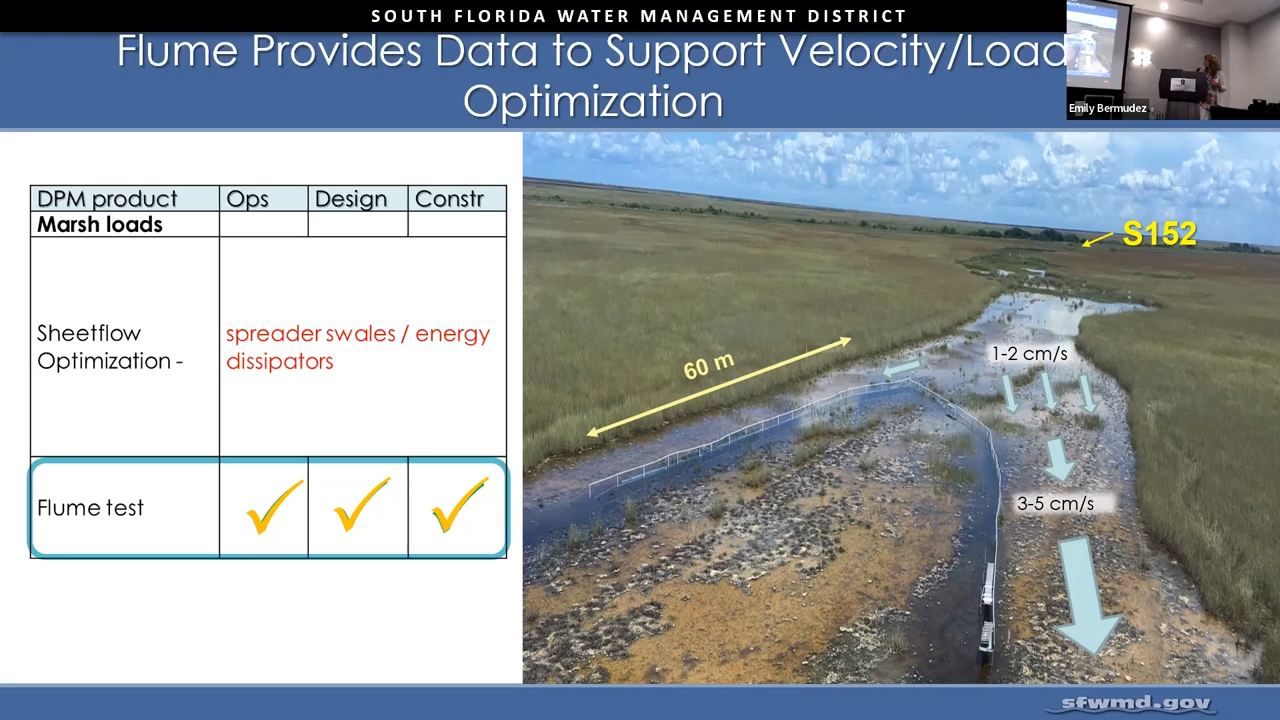 SOUTH FLORIDA WATER MANAGEMENT DISTRICT
Flume Provides Data to Support Velocity/Load
Optimization
Emily Bermudez
DPM product Ops Design Constr
Marsh loads
Sheetflow
Optimization -
spreader swales / energy
dissipators
Flume test
S152
60 m
1-2 cm/s
3-5 cm/s
sfwmd.gov